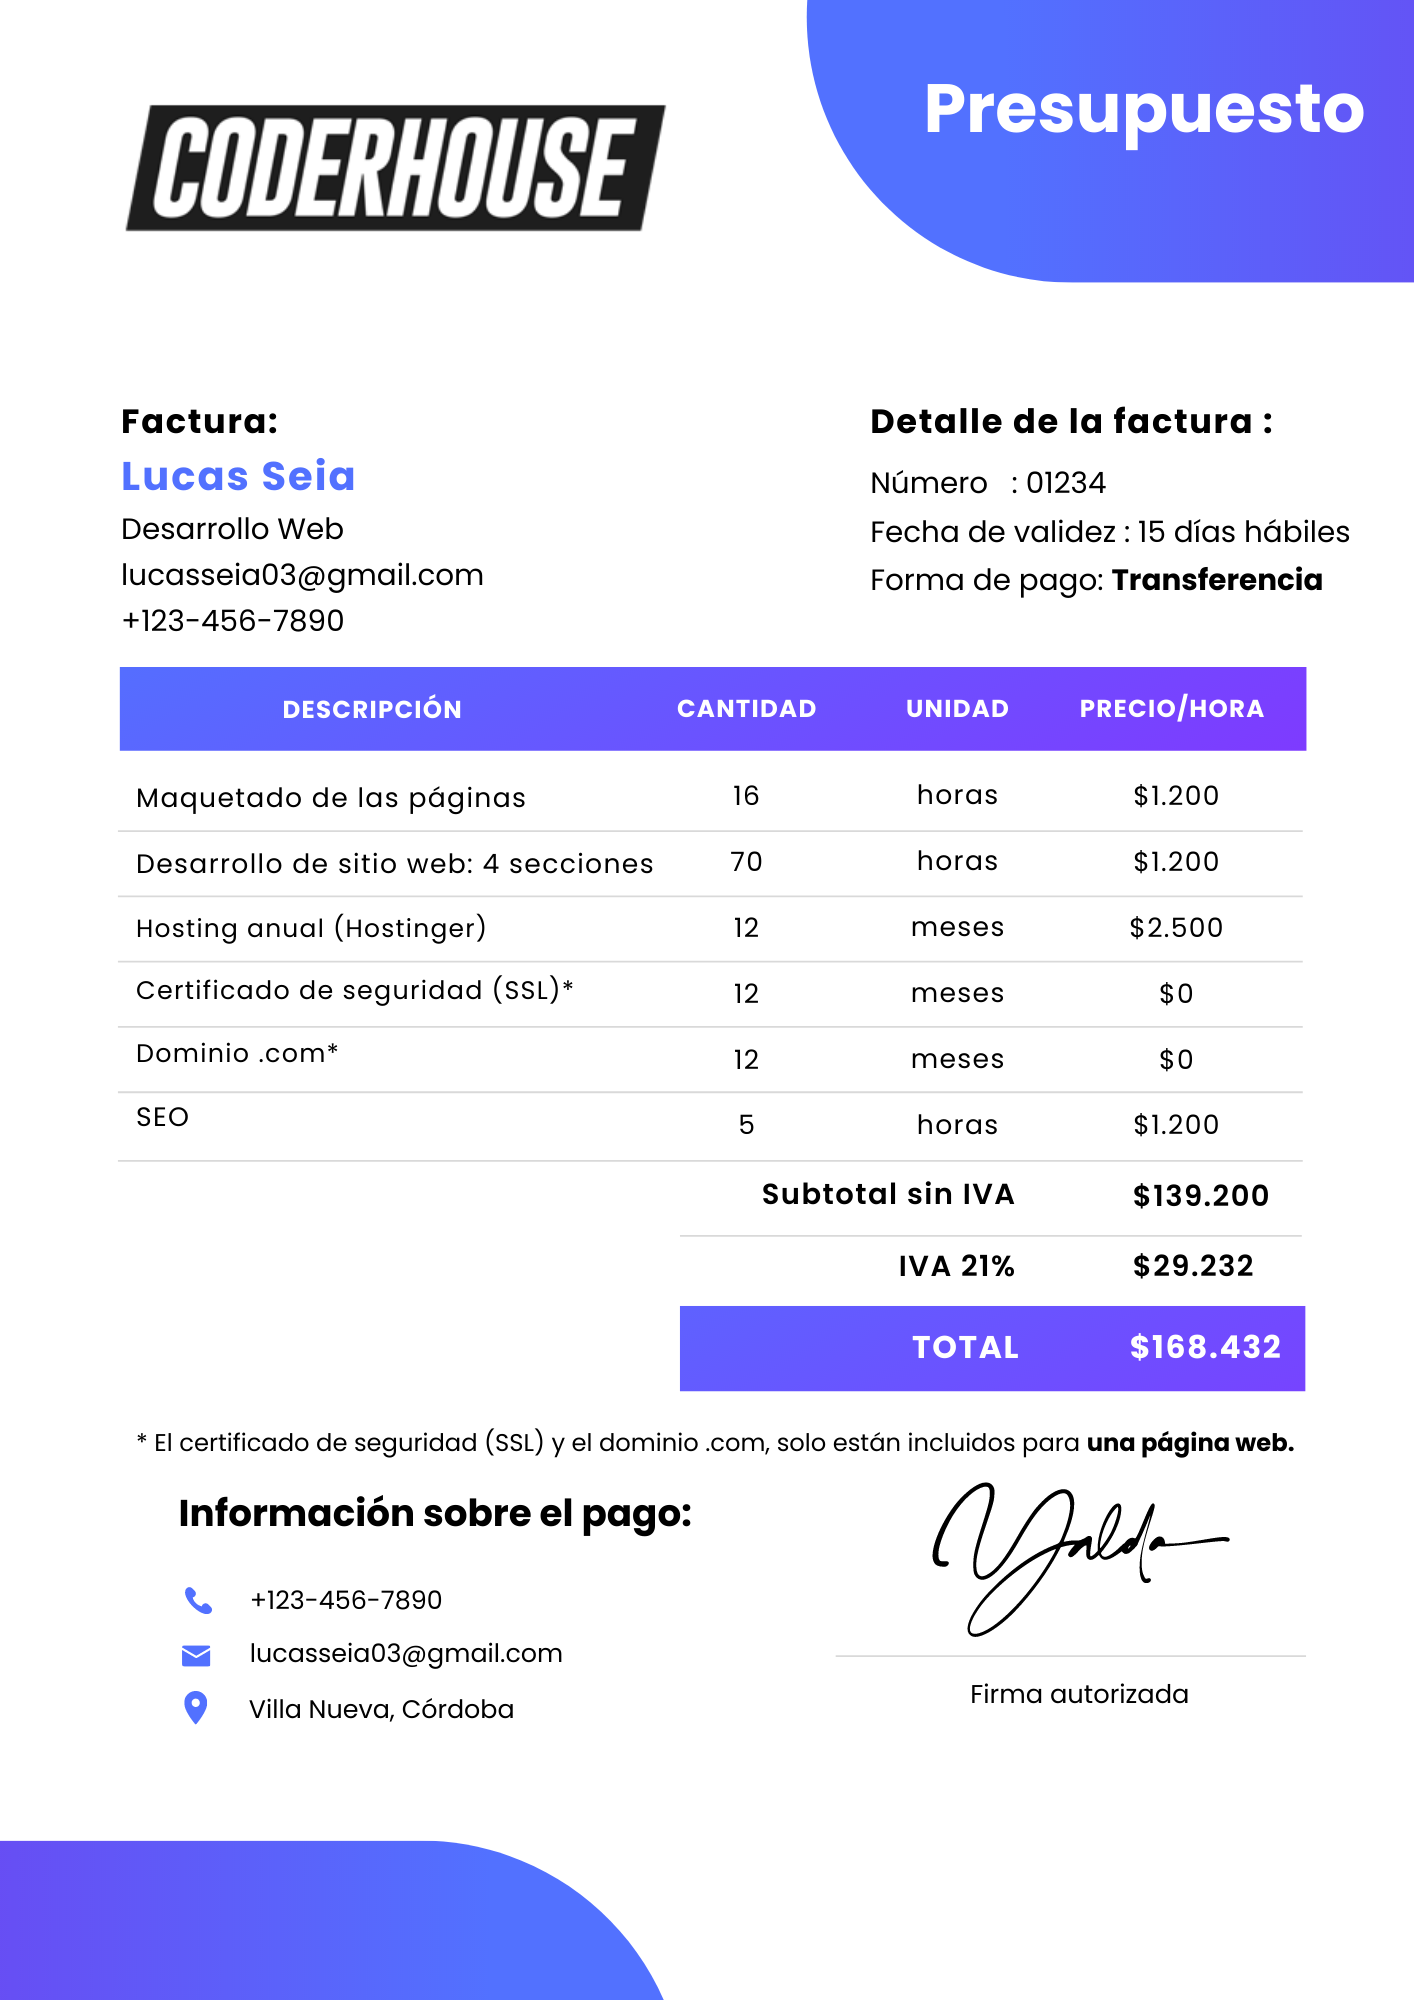 CODERHOUSE
Presupuesto
Factura:
Lucas Seia
Desarrollo Web
lucasseia03@gmail.com
+123-456-7890
Detalle de la factura :
Número : 01234
Fecha de validez : 15 días hábiles
Forma de pago: Transferencia
DESCRIPCIÓN CANTIDAD UNIDAD PRECIO/HORA
Maquetado de las páginas 16 horas $1.200
Desarrollo de sitio web: 4 secciones 70 horas $1.200
Hosting anual (Hostinger) 12 meses $2.500
Certificado de seguridad (SSL)* 12 meses $0
Dominio .com* 12 meses $0
SEO 5 horas $1.200
Subtotal sin IVA $139.200
IVA 21% $29.232
TOTAL $168.432
* El certificado de seguridad (SSL) y el dominio .com, solo están incluidos para una página web.
Información sobre el pago:
+123-456-7890
lucasseia03@gmail.com
Villa Nueva, Córdoba
Yalda
Firma autorizada